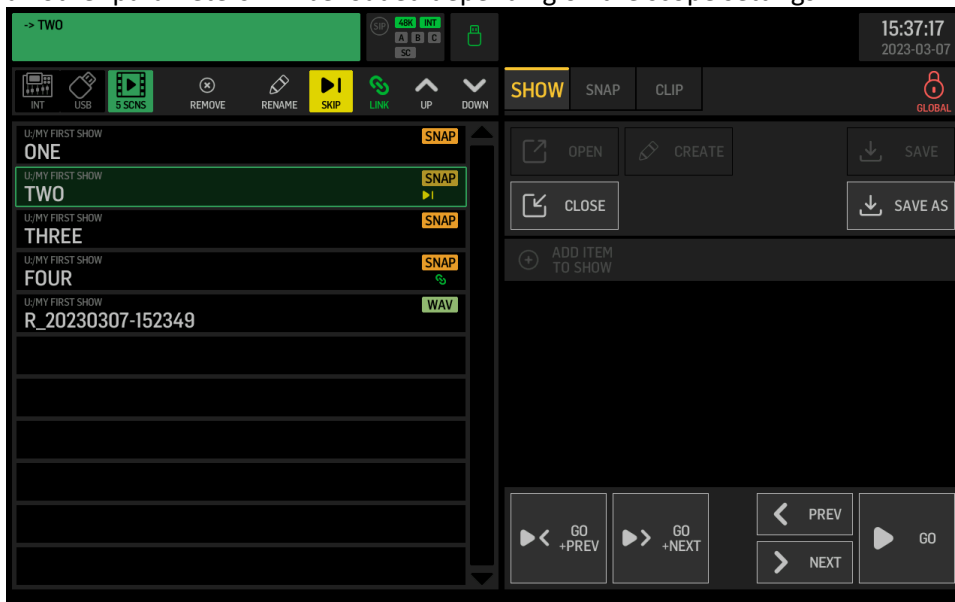 -> TWO
SIP
48K INT
A B C
SC
15:37:17
2023-03-07
INT
USB
5 SCNS
REMOVE
RENAME
SKIP
LINK
UP
DOWN
SHOW
SNAP
CLIP
GLOBAL
U:/MY FIRST SHOW
ONE
SNAP
U:/MY FIRST SHOW
TWO
SNAP
U:/MY FIRST SHOW
THREE
SNAP
U:/MY FIRST SHOW
FOUR
SNAP
U:/MY FIRST SHOW
R_20230307-152349
WAV
OPEN
CREATE
SAVE
CLOSE
SAVE AS
ADD ITEM
TO SHOW
GO
+PREV
GO
+NEXT
PREV
NEXT
GO